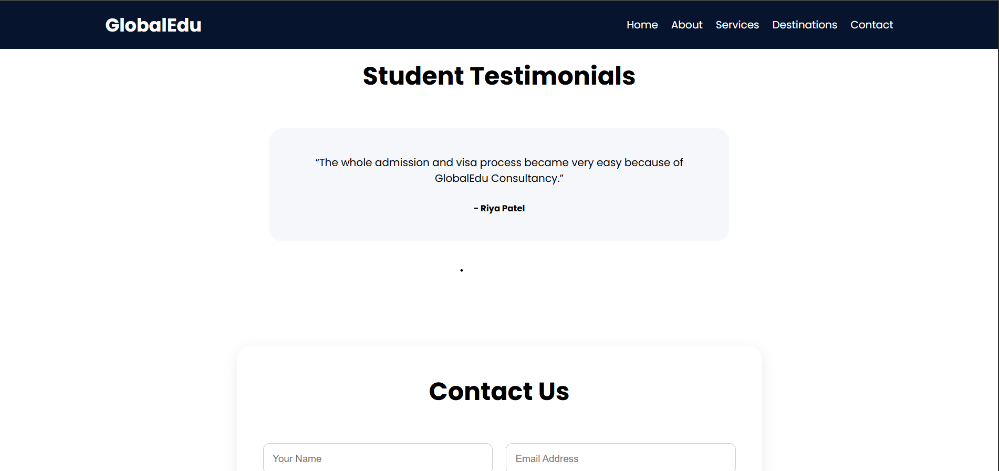 GlobalEdu
Home About Services Destinations Contact
Student Testimonials
“The whole admission and visa process became very easy because of
GlobalEdu Consultancy.”
- Riya Patel
Contact Us
Your Name
Email Address